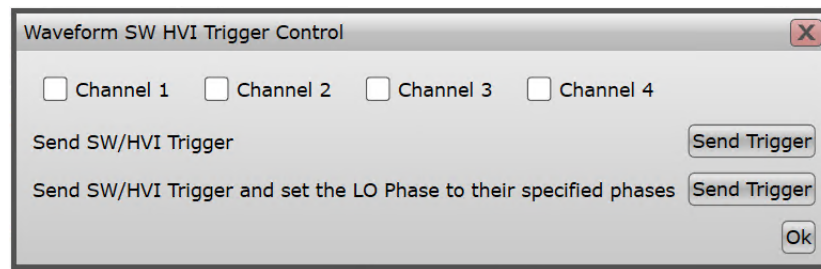 Waveform SW HVI Trigger Control X
Channel 1 Channel 2 Channel 3 Channel 4
Send SW/HVI Trigger Send Trigger
Send SW/HVI Trigger and set the LO Phase to their specified phases Send Trigger
Ok